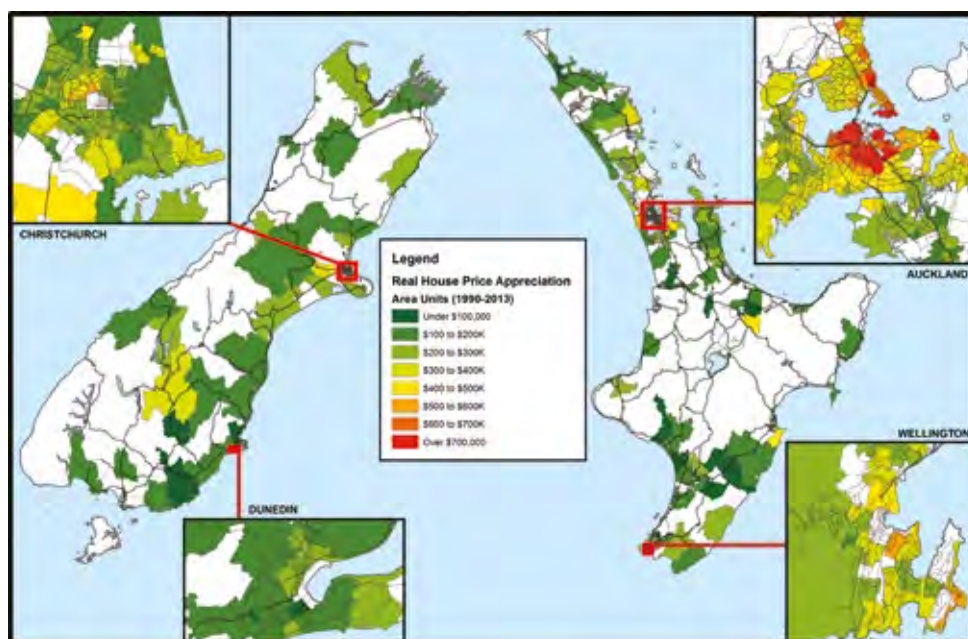 CHRISTCHURCH
AUCKLAND
Legend
Real House Price Appreciation
Area Units (1990-2013)
Under $100,000
$100 to $200K
$200 to $300K
$300 to $400K
$400 to $500K
$500 to $600K
$600 to $700K
Over $700,000
WELLINGTON
DUNEDIN